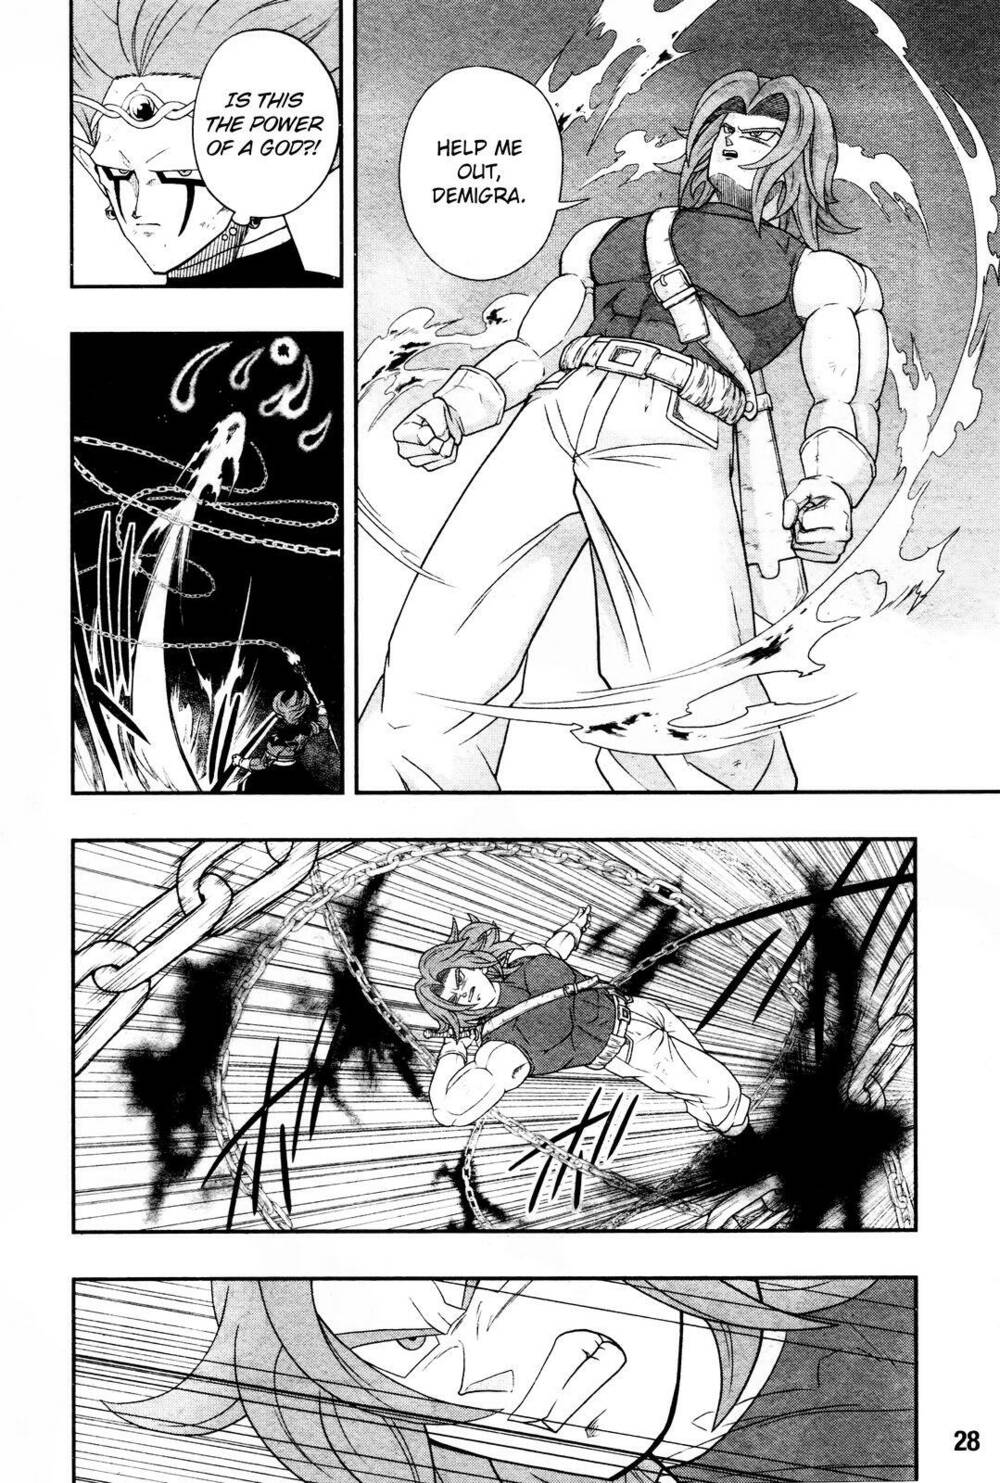 HELP ME
OUT,
DEMIGRA.
IS THIS
THE POWER
OF A GOD?!
28